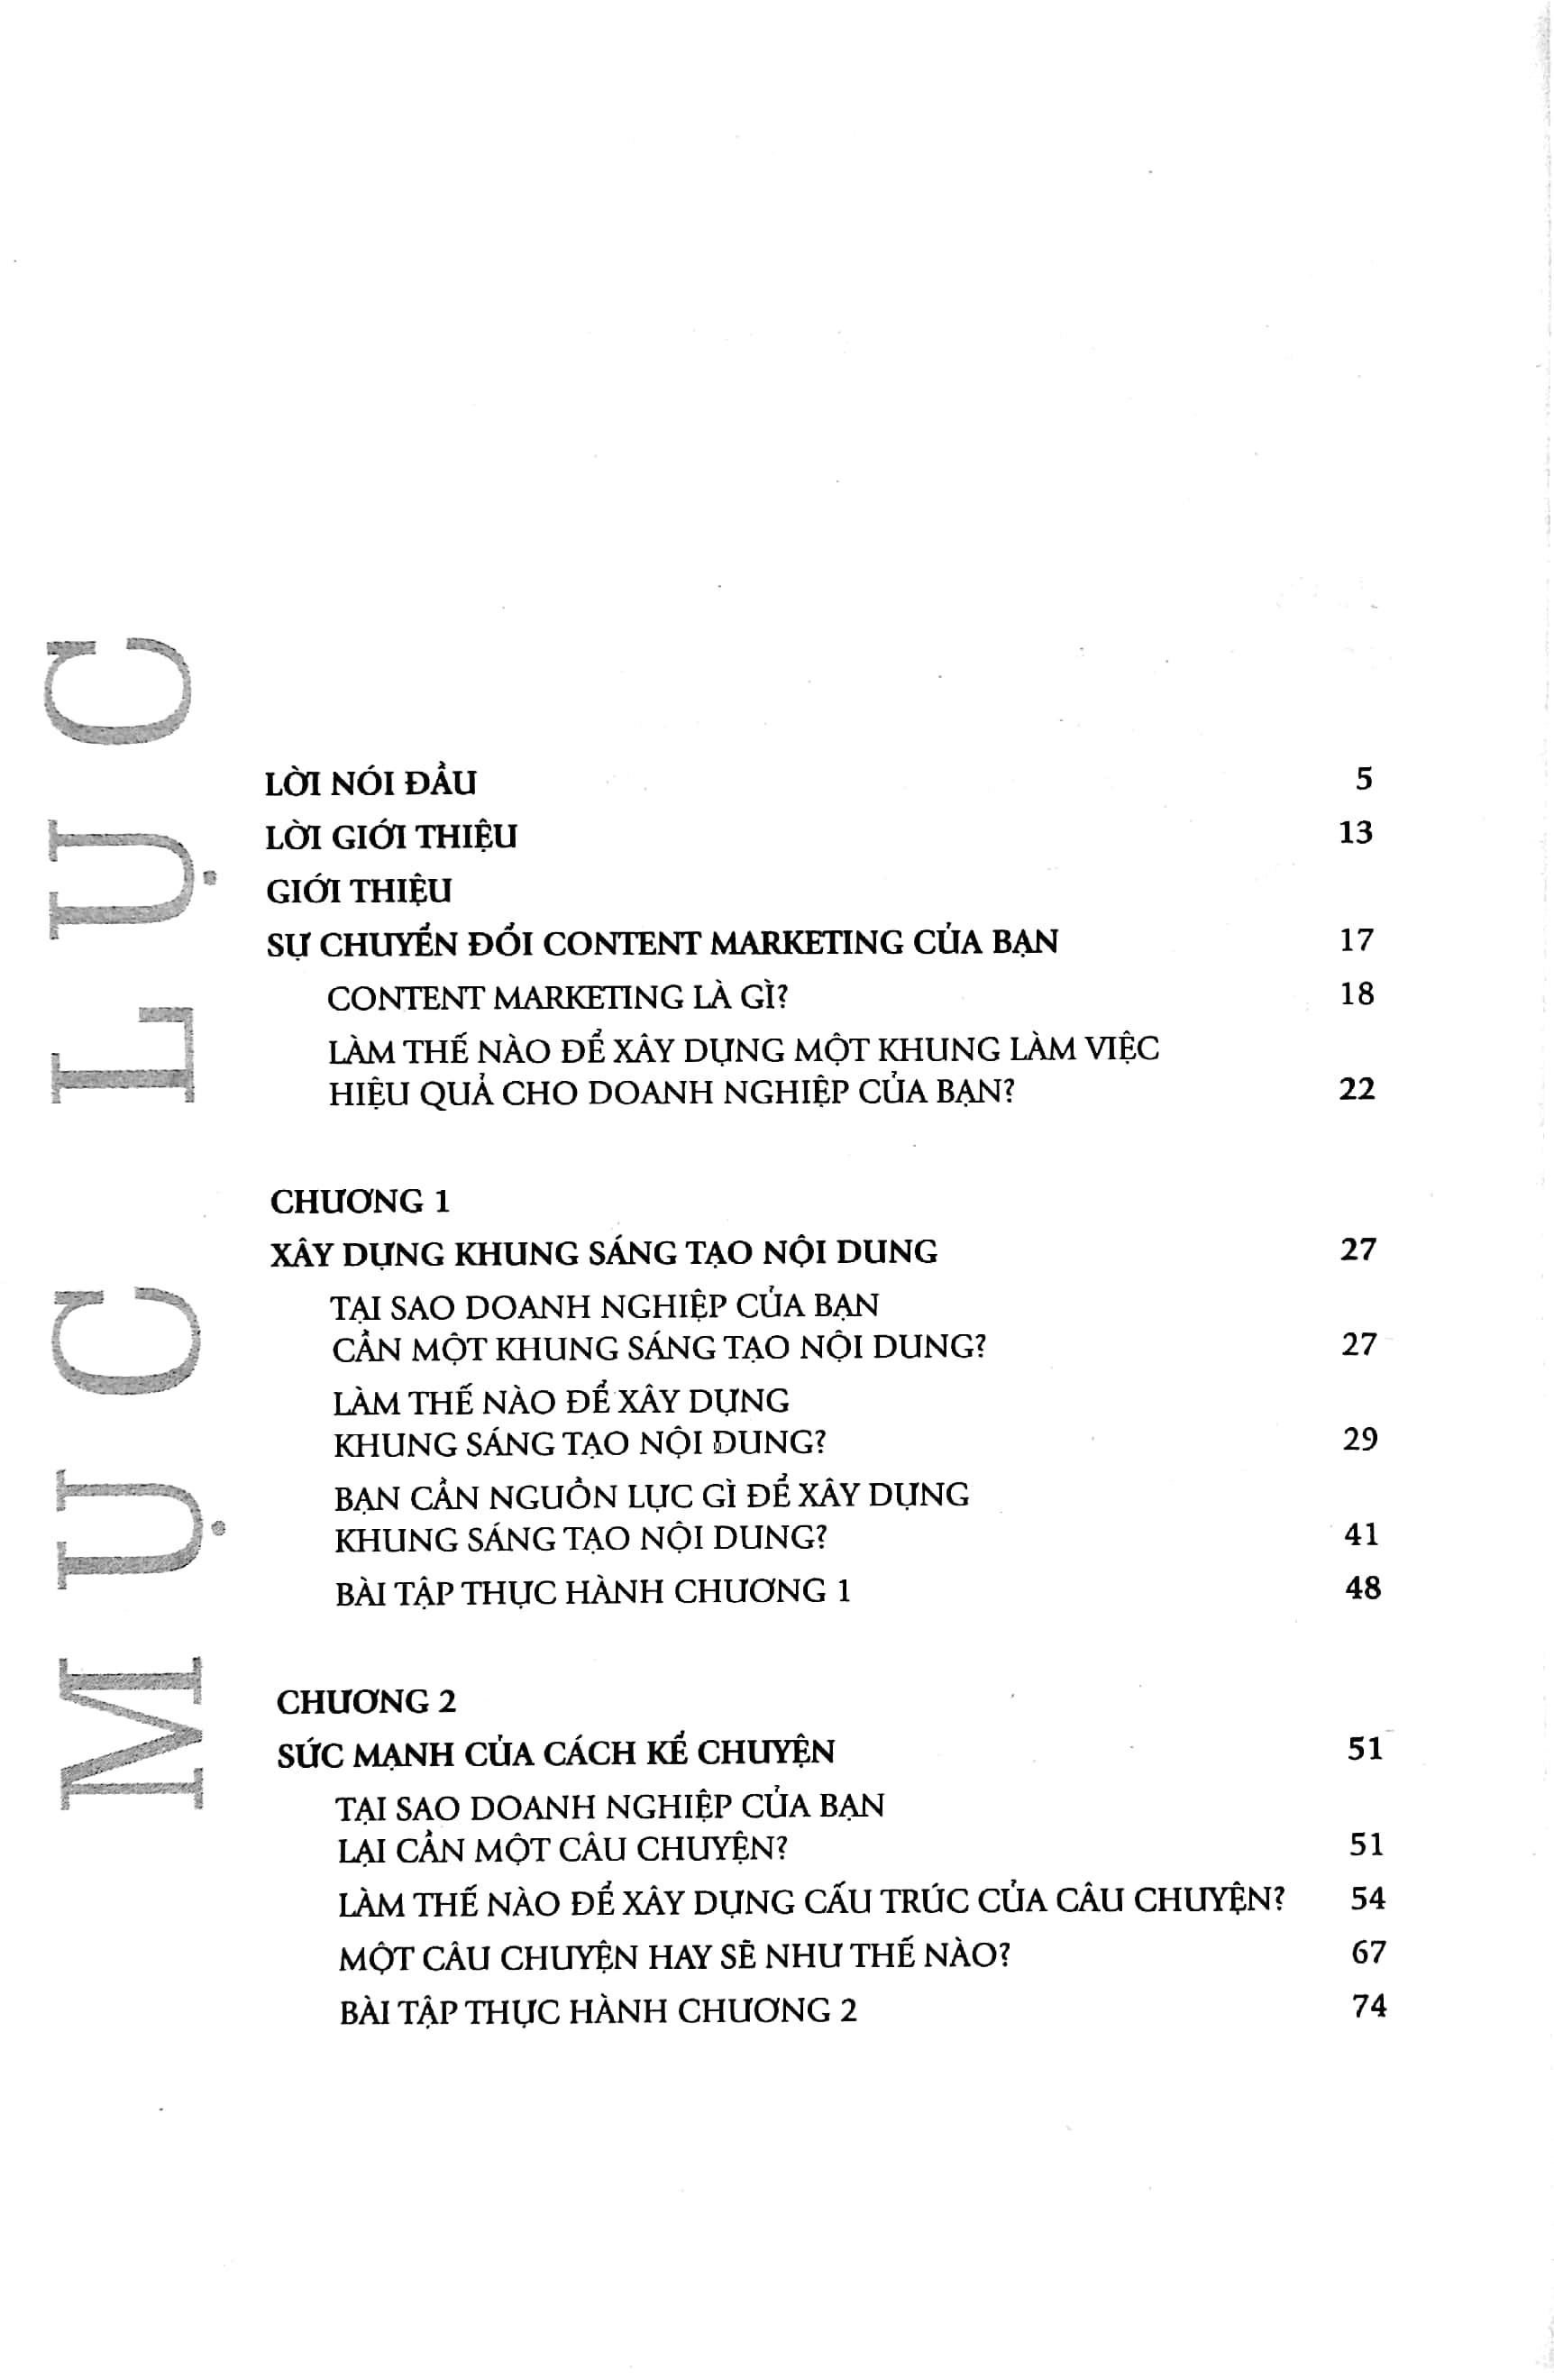 MỤC LỤC
LỜI NÓI ĐẦU 5
LỜI GIỚI THIỆU 13
GIỚI THIỆU
SỰ CHUYỂN ĐỔI CONTENT MARKETING CỦA BẠN 17
CONTENT MARKETING LÀ GÌ? 18
LÀM THẾ NÀO ĐỂ XÂY DỰNG MỘT KHUNG LÀM VIỆC
HIỆU QUẢ CHO DOANH NGHIỆP CỦA BẠN? 22
CHƯƠNG 1
XÂY DỰNG KHUNG SÁNG TẠO NỘI DUNG 27
TẠI SAO DOANH NGHIỆP CỦA BẠN
CẦN MỘT KHUNG SÁNG TẠO NỘI DUNG? 27
LÀM THẾ NÀO ĐỂ XÂY DỰNG
KHUNG SÁNG TẠO NỘI DUNG? 29
BẠN CẦN NGUỒN LỰC GÌ ĐỂ XÂY DỰNG
KHUNG SÁNG TẠO NỘI DUNG? 41
BÀI TẬP THỰC HÀNH CHƯƠNG 1 48
CHƯƠNG 2
SỨC MẠNH CỦA CÁCH KỂ CHUYỆN 51
TẠI SAO DOANH NGHIỆP CỦA BẠN
LẠI CẦN MỘT CÂU CHUYỆN? 51
LÀM THẾ NÀO ĐỂ XÂY DỰNG CẤU TRÚC CỦA CÂU CHUYỆN? 54
MỘT CÂU CHUYỆN HAY SẼ NHƯ THẾ NÀO? 67
BÀI TẬP THỰC HÀNH CHƯƠNG 2 74